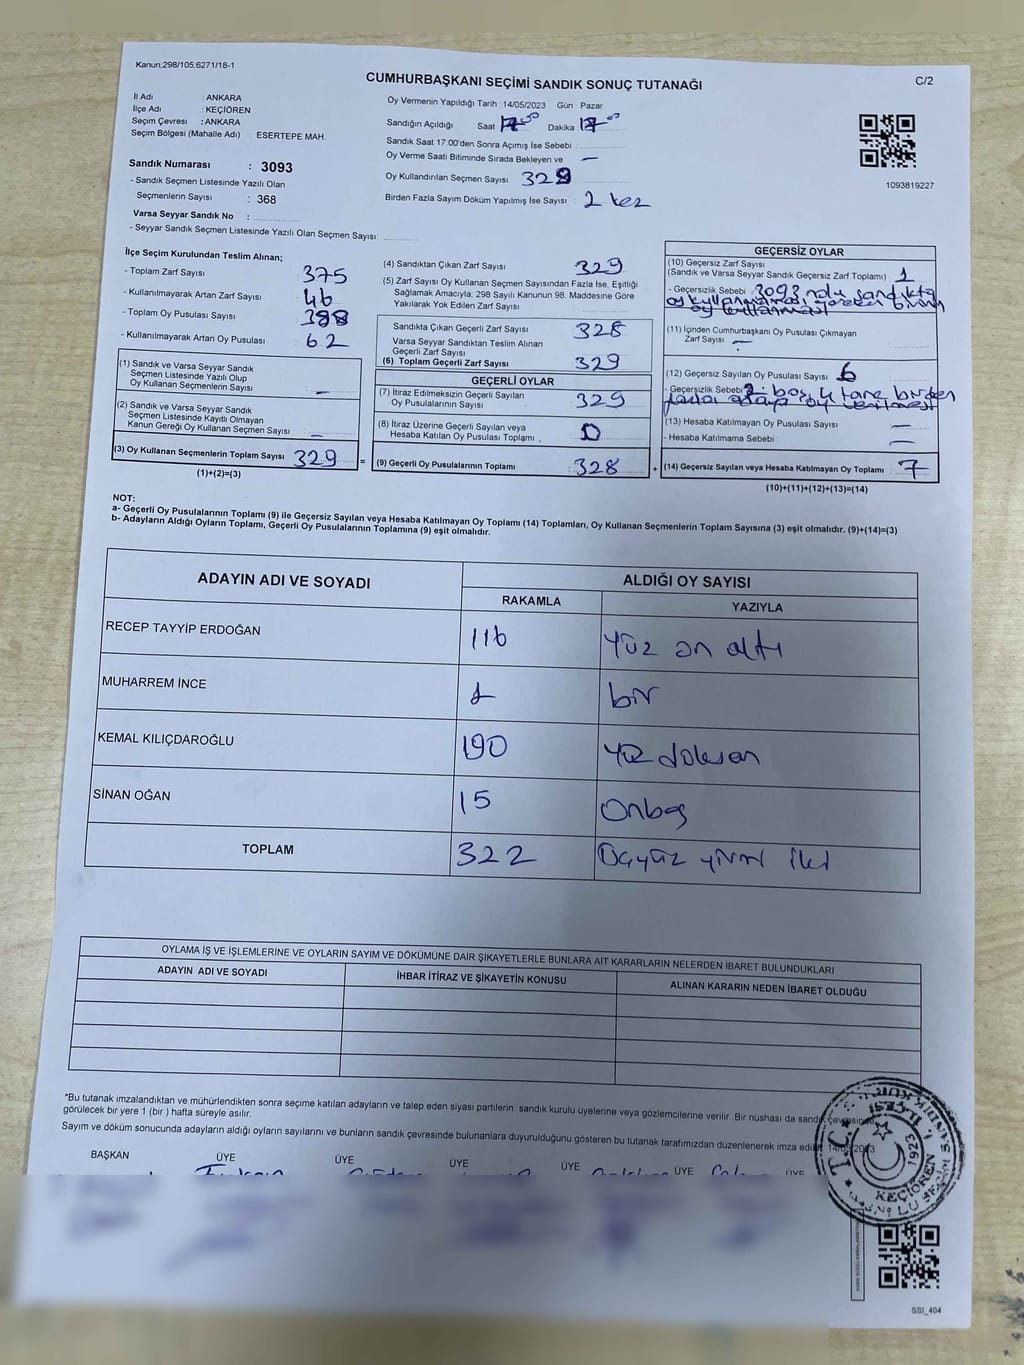 Kanun;298/105;6271/18-1
CUMHURBAŞKANI SEÇİMİ SANDIK SONUÇ TUTANAĞI
C/2
İl Adı : ANKARA
İlçe Adı : KEÇİÖREN
Seçim Çevresi : ANKARA
Seçim Bölgesi (Mahalle Adı) : ESERTEPE MAH.
Sandık Numarası : 3093
- Sandık Seçmen Listesinde Yazılı Olan
Seçmenlerin Sayısı : 368
Varsa Seyyar Sandık No :
- Seyyar Sandık Seçmen Listesinde Yazılı Olan Seçmen Sayısı:
Oy Vermenin Yapıldığı Tarih : 14/05/2023 Gün : Pazar
Sandığın Açıldığı Saat 17 00 Dakika 17 00
Sandık Saat 17:00'den Sonra Açımış İse Sebebi :
Oy Verme Saati Bitiminde Sırada Bekleyen ve —
Oy Kullandırılan Seçmen Sayısı 329
Birden Fazla Sayım Döküm Yapılmış İse Sayısı : 2 kez
1093819227
İlçe Seçim Kurulundan Teslim Alınan;
- Toplam Zarf Sayısı 375
- Kullanılmayarak Artan Zarf Sayısı 46
- Toplam Oy Pusulası Sayısı 388
- Kullanılmayarak Artan Oy Pusulası 62
(1) Sandık ve Varsa Seyyar Sandık
Seçmen Listesinde Yazılı Olup
Oy Kullanan Seçmenlerin Sayısı : —
(2) Sandık ve Varsa Seyyar Sandık
Seçmen Listesinde Kayıtlı Olmayan
Kanun Gereği Oy Kullanan Seçmen Sayısı : —
(3) Oy Kullanan Seçmenlerin Toplam Sayısı 329 =
(1)+(2)=(3)
(4) Sandıktan Çıkan Zarf Sayısı 329
(5) Zarf Sayısı Oy Kullanan Seçmen Sayısından Fazla İse, Eşitliği
Sağlamak Amacıyla, 298 Sayılı Kanunun 98. Maddesine Göre
Yakılarak Yok Edilen Zarf Sayısı
Sandıkta Çıkan Geçerli Zarf Sayısı : 328
Varsa Seyyar Sandıktan Teslim Alınan
Geçerli Zarf Sayısı
(6) Toplam Geçerli Zarf Sayısı : 329
GEÇERLİ OYLAR
(7) İtiraz Edilmeksizin Geçerli Sayılan
Oy Pusulalarının Sayısı : 329
(8) İtiraz Üzerine Geçerli Sayılan veya
Hesaba Katılan Oy Pusulası Toplamı : 0
(9) Geçerli Oy Pusulalarının Toplamı : 328 +
GEÇERSİZ OYLAR
(10) Geçersiz Zarf Sayısı
(Sandık ve Varsa Seyyar Sandık Geçersiz Zarf Toplamı) : 1
- Geçersizlik Sebebi : 3093 nolu sandıkta
oy kullanması
oy kullanması
(11) İçinden Cumhurbaşkanı Oy Pusulası Çıkmayan
Zarf Sayısı : —
(12) Geçersiz Sayılan Oy Pusulası Sayısı : 6
- Geçersizlik Sebebi : 2 boş, 4 tane birden
fazla adaya oy verilmesi
(13) Hesaba Katılmayan Oy Pusulası Sayısı : —
- Hesaba Katılmama Sebebi : —
(14) Geçersiz Sayılan veya Hesaba Katılmayan Oy Toplamı : 7
(10)+(11)+(12)+(13)=(14)
NOT:
a- Geçerli Oy Pusulalarının Toplamı (9) ile Geçersiz Sayılan veya Hesaba Katılmayan Oy Toplamı (14) Toplamları, Oy Kullanan Seçmenlerin Toplam Sayısına (3) eşit olmalıdır. (9)+(14)=(3)
b- Adayların Aldığı Oyların Toplamı, Geçerli Oy Pusulalarının Toplamına (9) eşit olmalıdır.
ADAYIN ADI VE SOYADI ALDIĞI OY SAYISI
RAKAMLA YAZIYLA
RECEP TAYYİP ERDOĞAN 116 Yüz on altı
MUHARREM İNCE 1 bir
KEMAL KILIÇDAROĞLU 190 Yüz doksan
SİNAN OĞAN 15 Onbeş
TOPLAM 322 Üçyüz yirmi iki
OYLAMA İŞ VE İŞLEMLERİNE VE OYLARIN SAYIM VE DÖKÜMÜNE DAİR ŞİKAYETLERLE BUNLARA AİT KARARLARIN NELERDEN İBARET BULUNDUKLARI
ADAYIN ADI VE SOYADI İHBAR İTİRAZ VE ŞİKAYETİN KONUSU ALINAN KARARIN NEDEN İBARET OLDUĞU
*Bu tutanak imzalandıktan ve mühürlendikten sonra seçime katılan adayların ve talep eden siyasi partilerin sandık kurulu üyelerine veya gözlemcilerine verilir .Bir nüshası da sandık çevresinde
görülecek bir yere 1 (bir ) hafta süreyle asılır.
Sayım ve döküm sonucunda adayların aldığı oyların sayılarını ve bunların sandık çevresinde bulunanlara duyurulduğunu gösteren bu tutanak tarafımızdan düzenlenerek imza edildi. 14/05/2023
BAŞKAN ÜYE ÜYE ÜYE ÜYE ÜYE ÜYE
T.C.
1923
KEÇİÖREN
SSI_404